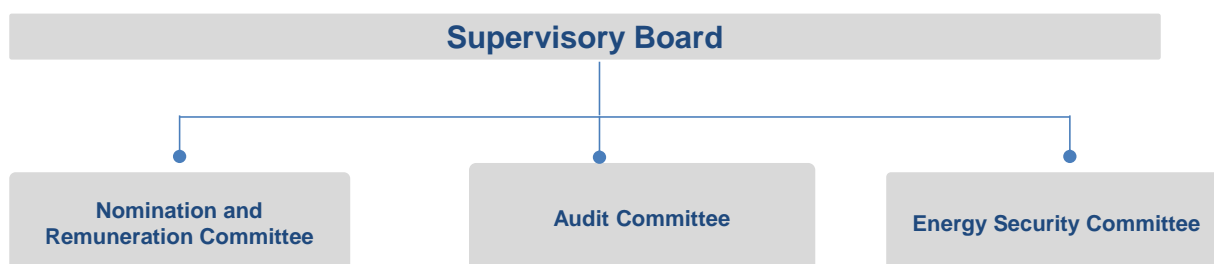 Supervisory Board
Nomination and
Remuneration Committee
Audit Committee
Energy Security Committee